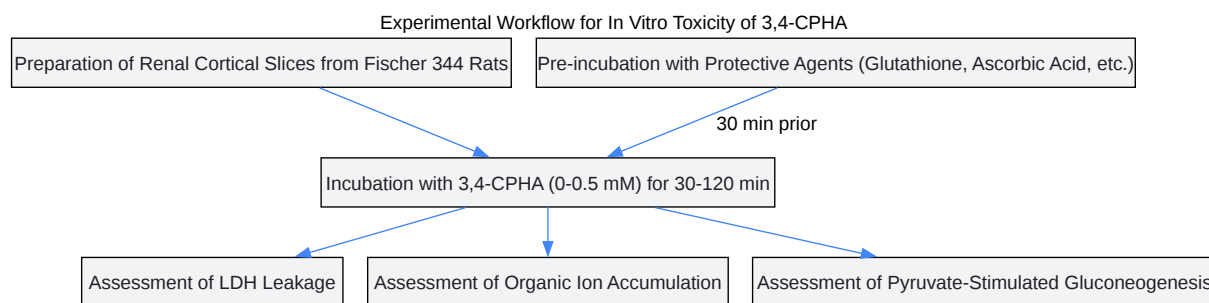 Experimental Workflow for In Vitro Toxicity of 3,4-CPHA
Preparation of Renal Cortical Slices from Fischer 344 Rats
Pre-incubation with Protective Agents (Glutathione, Ascorbic Acid, etc.)
30 min prior
Incubation with 3,4-CPHA (0-0.5 mM) for 30-120 min
Assessment of LDH Leakage
Assessment of Organic Ion Accumulation
Assessment of Pyruvate-Stimulated Gluconeogenesis